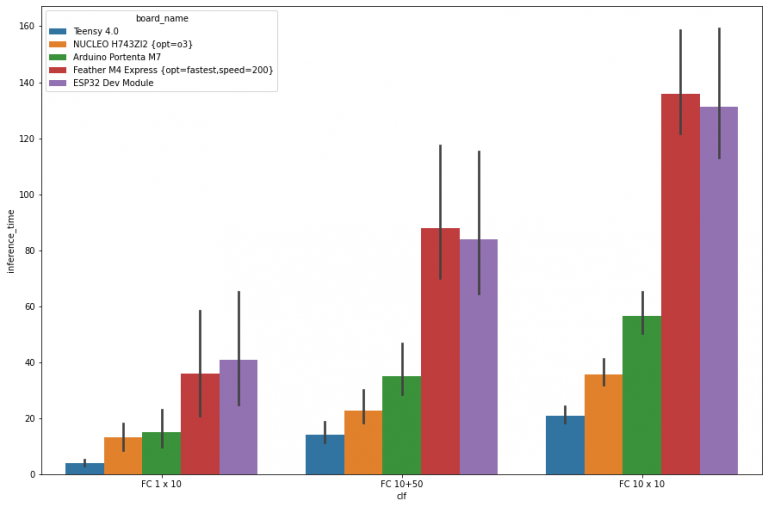 board_name
Teensy 4.0
NUCLEO H743ZI2 {opt=o3}
Arduino Portenta M7
Feather M4 Express {opt=fastest,speed=200}
ESP32 Dev Module
inference_time
160
140
120
100
80
60
40
20
0
FC 1 x 10
FC 10+50
FC 10 x 10
clf